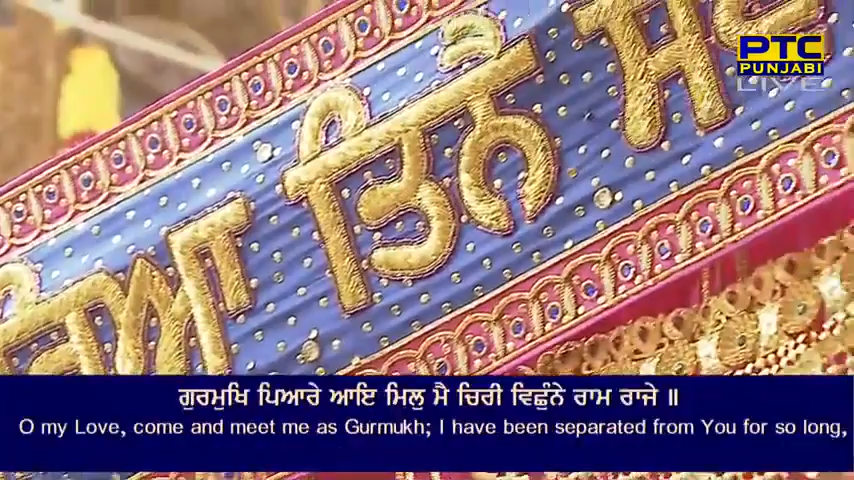 PTC
PUNJABI
LIVE
ਤਿਨੋ
ਗੁਰਮੁਖਿ ਪਿਆਰੇ ਆਇ ਮਿਲੁ ਮੈ ਚਿਰੀ ਵਿਛੁੰਨੇ ਰਾਮ ਰਾਜੇ ॥
O my Love, come and meet me as Gurmukh; I have been separated from You for so long,